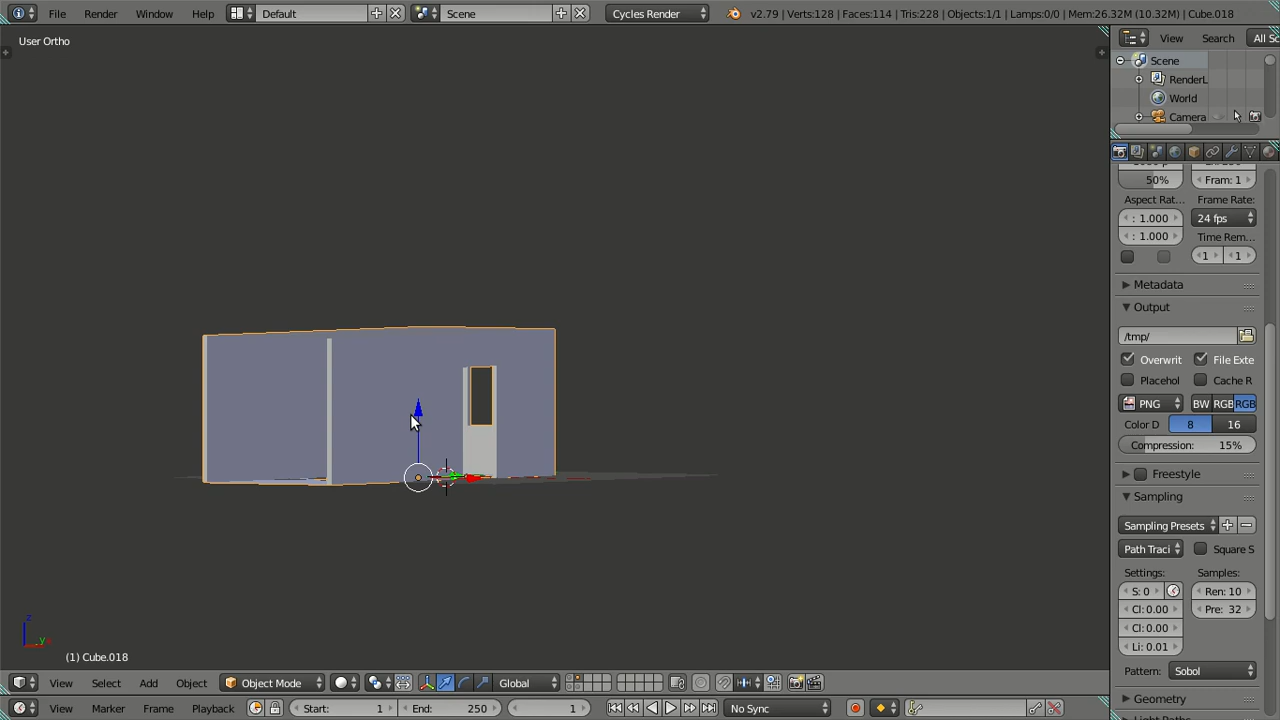 File Render Window Help Default Scene Cycles Render v2.79 | Verts:128 | Faces:114 | Tris:228 | Objects:1/1 | Lamps:0/0 | Mem:26.32M (10.32M) | Cube.018
User Ortho
View Search All Sc
Scene
RenderL
World
Camera
50% Fram: 1
Aspect Rat... Frame Rate:
: 1.000 24 fps
: 1.000 Time Rem...
1 1
Metadata
Output
/tmp/
Overwrit File Exte
Placehol Cache R
PNG BW RGB RGB
Color D 8 16
Compression: 15%
Freestyle
Sampling
Sampling Presets
Path Traci Square S
Settings: Samples:
S: 0 Ren: 10
Cl:0.00 Pre: 32
Cl:0.00
Li: 0.01
Pattern: Sobol
Geometry
z
y
(1) Cube.018
View Select Add Object Object Mode Global
View Marker Frame Playback Start: 1 End: 250 1 No Sync